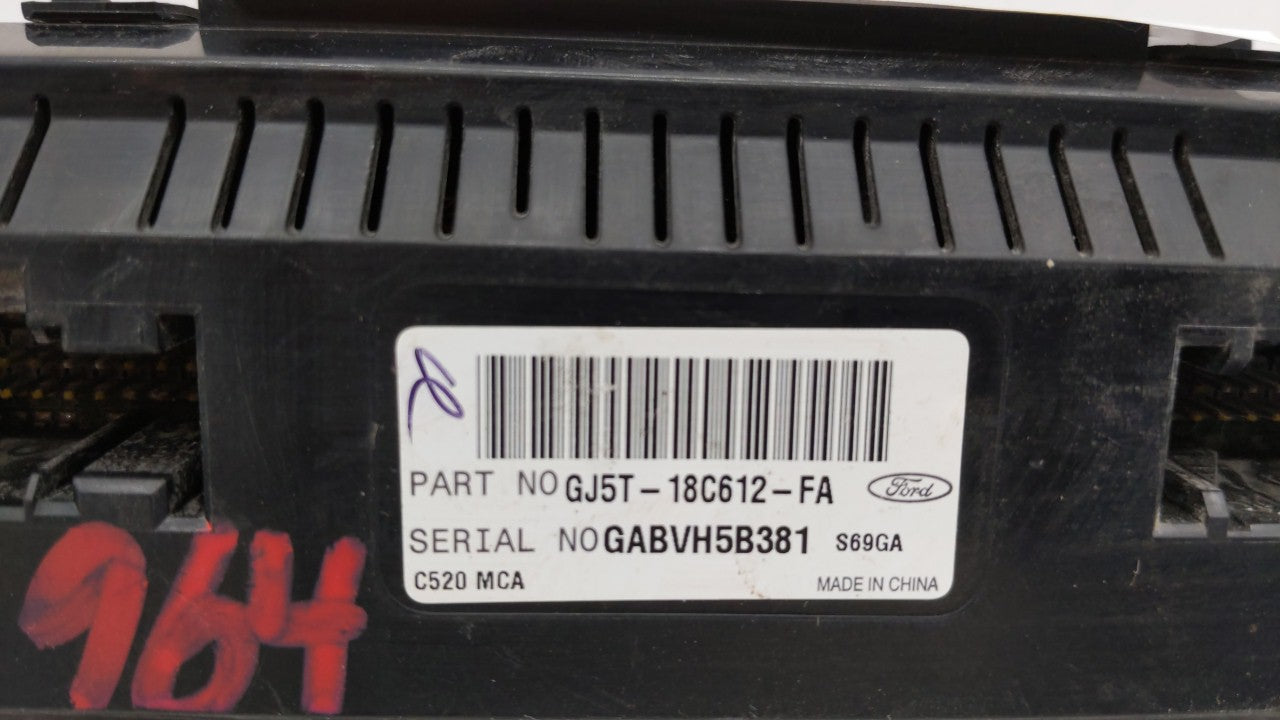 PART NO GJ5T-18C612-FA Ford
SERIAL NO GABVH5B381 S69GA
C520 MCA MADE IN CHINA
964